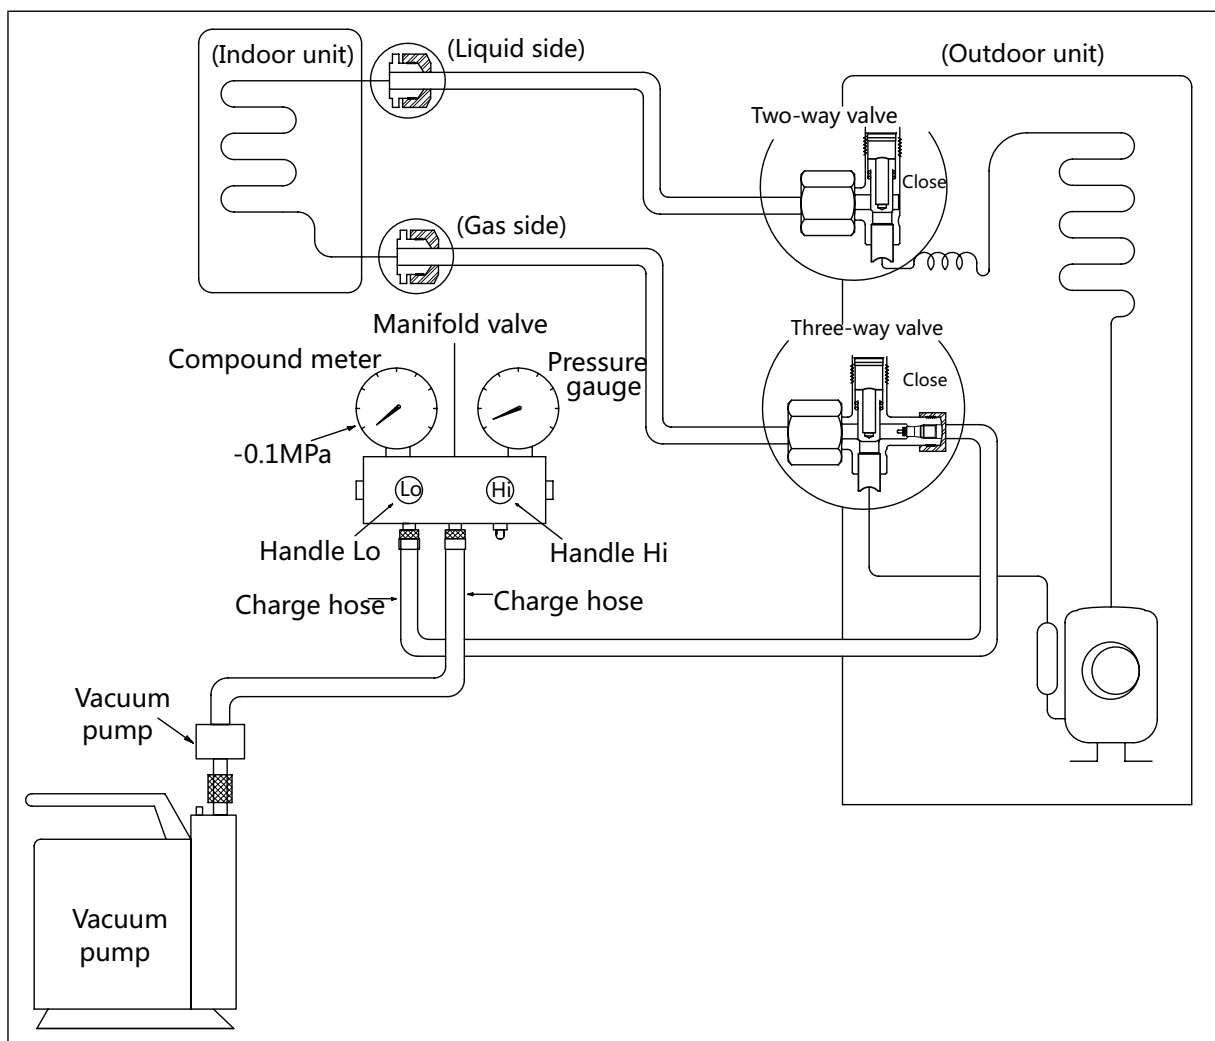 (Indoor unit)
(Liquid side)
(Outdoor unit)
Two-way valve
Close
(Gas side)
Manifold valve
Three-way valve
Compound meter
Pressure
gauge
Close
-0.1MPa
Lo
Hi
Handle Lo
Handle Hi
Charge hose
Charge hose
Vacuum
pump
Vacuum
pump